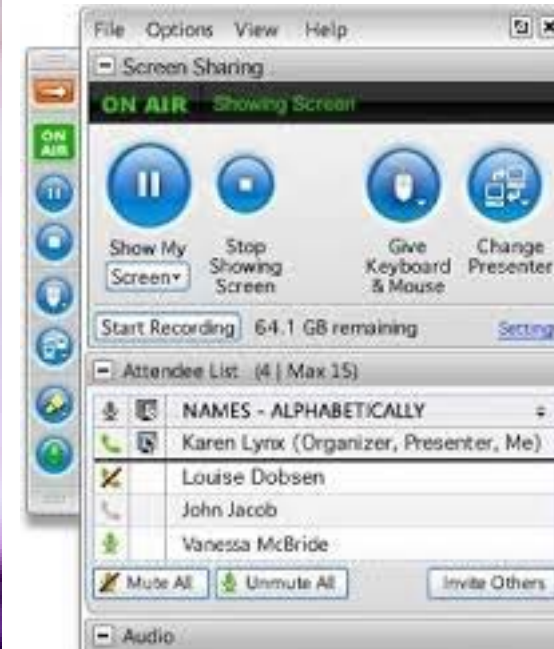 File Options View Help
Screen Sharing
ON AIR Showing Screen
ON
AIR
Show My
Screen
Stop
Showing
Screen
Give
Keyboard
& Mouse
Change
Presenter
Start Recording 64.1 GB remaining Setting
Attendee List (4 | Max 15)
NAMES - ALPHABETICALLY
Karen Lynx (Organizer, Presenter, Me)
Louise Dobsen
John Jacob
Vanessa McBride
Mute All Unmute All Invite Others
Audio